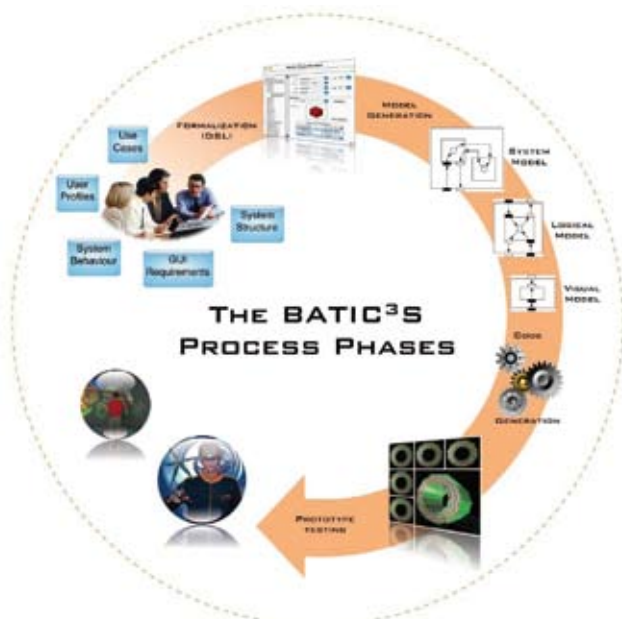 THE BATIC³S
PROCESS PHASES
Use
Cases
User
Profiles
System
Behaviour
GUI
Requirements
System
Structure
FORMALIZATION
(DSL)
MODEL
GENERATION
SYSTEM
MODEL
LOGICAL
MODEL
VISUAL
MODEL
GENERATION
PROTOTYPE
TESTING